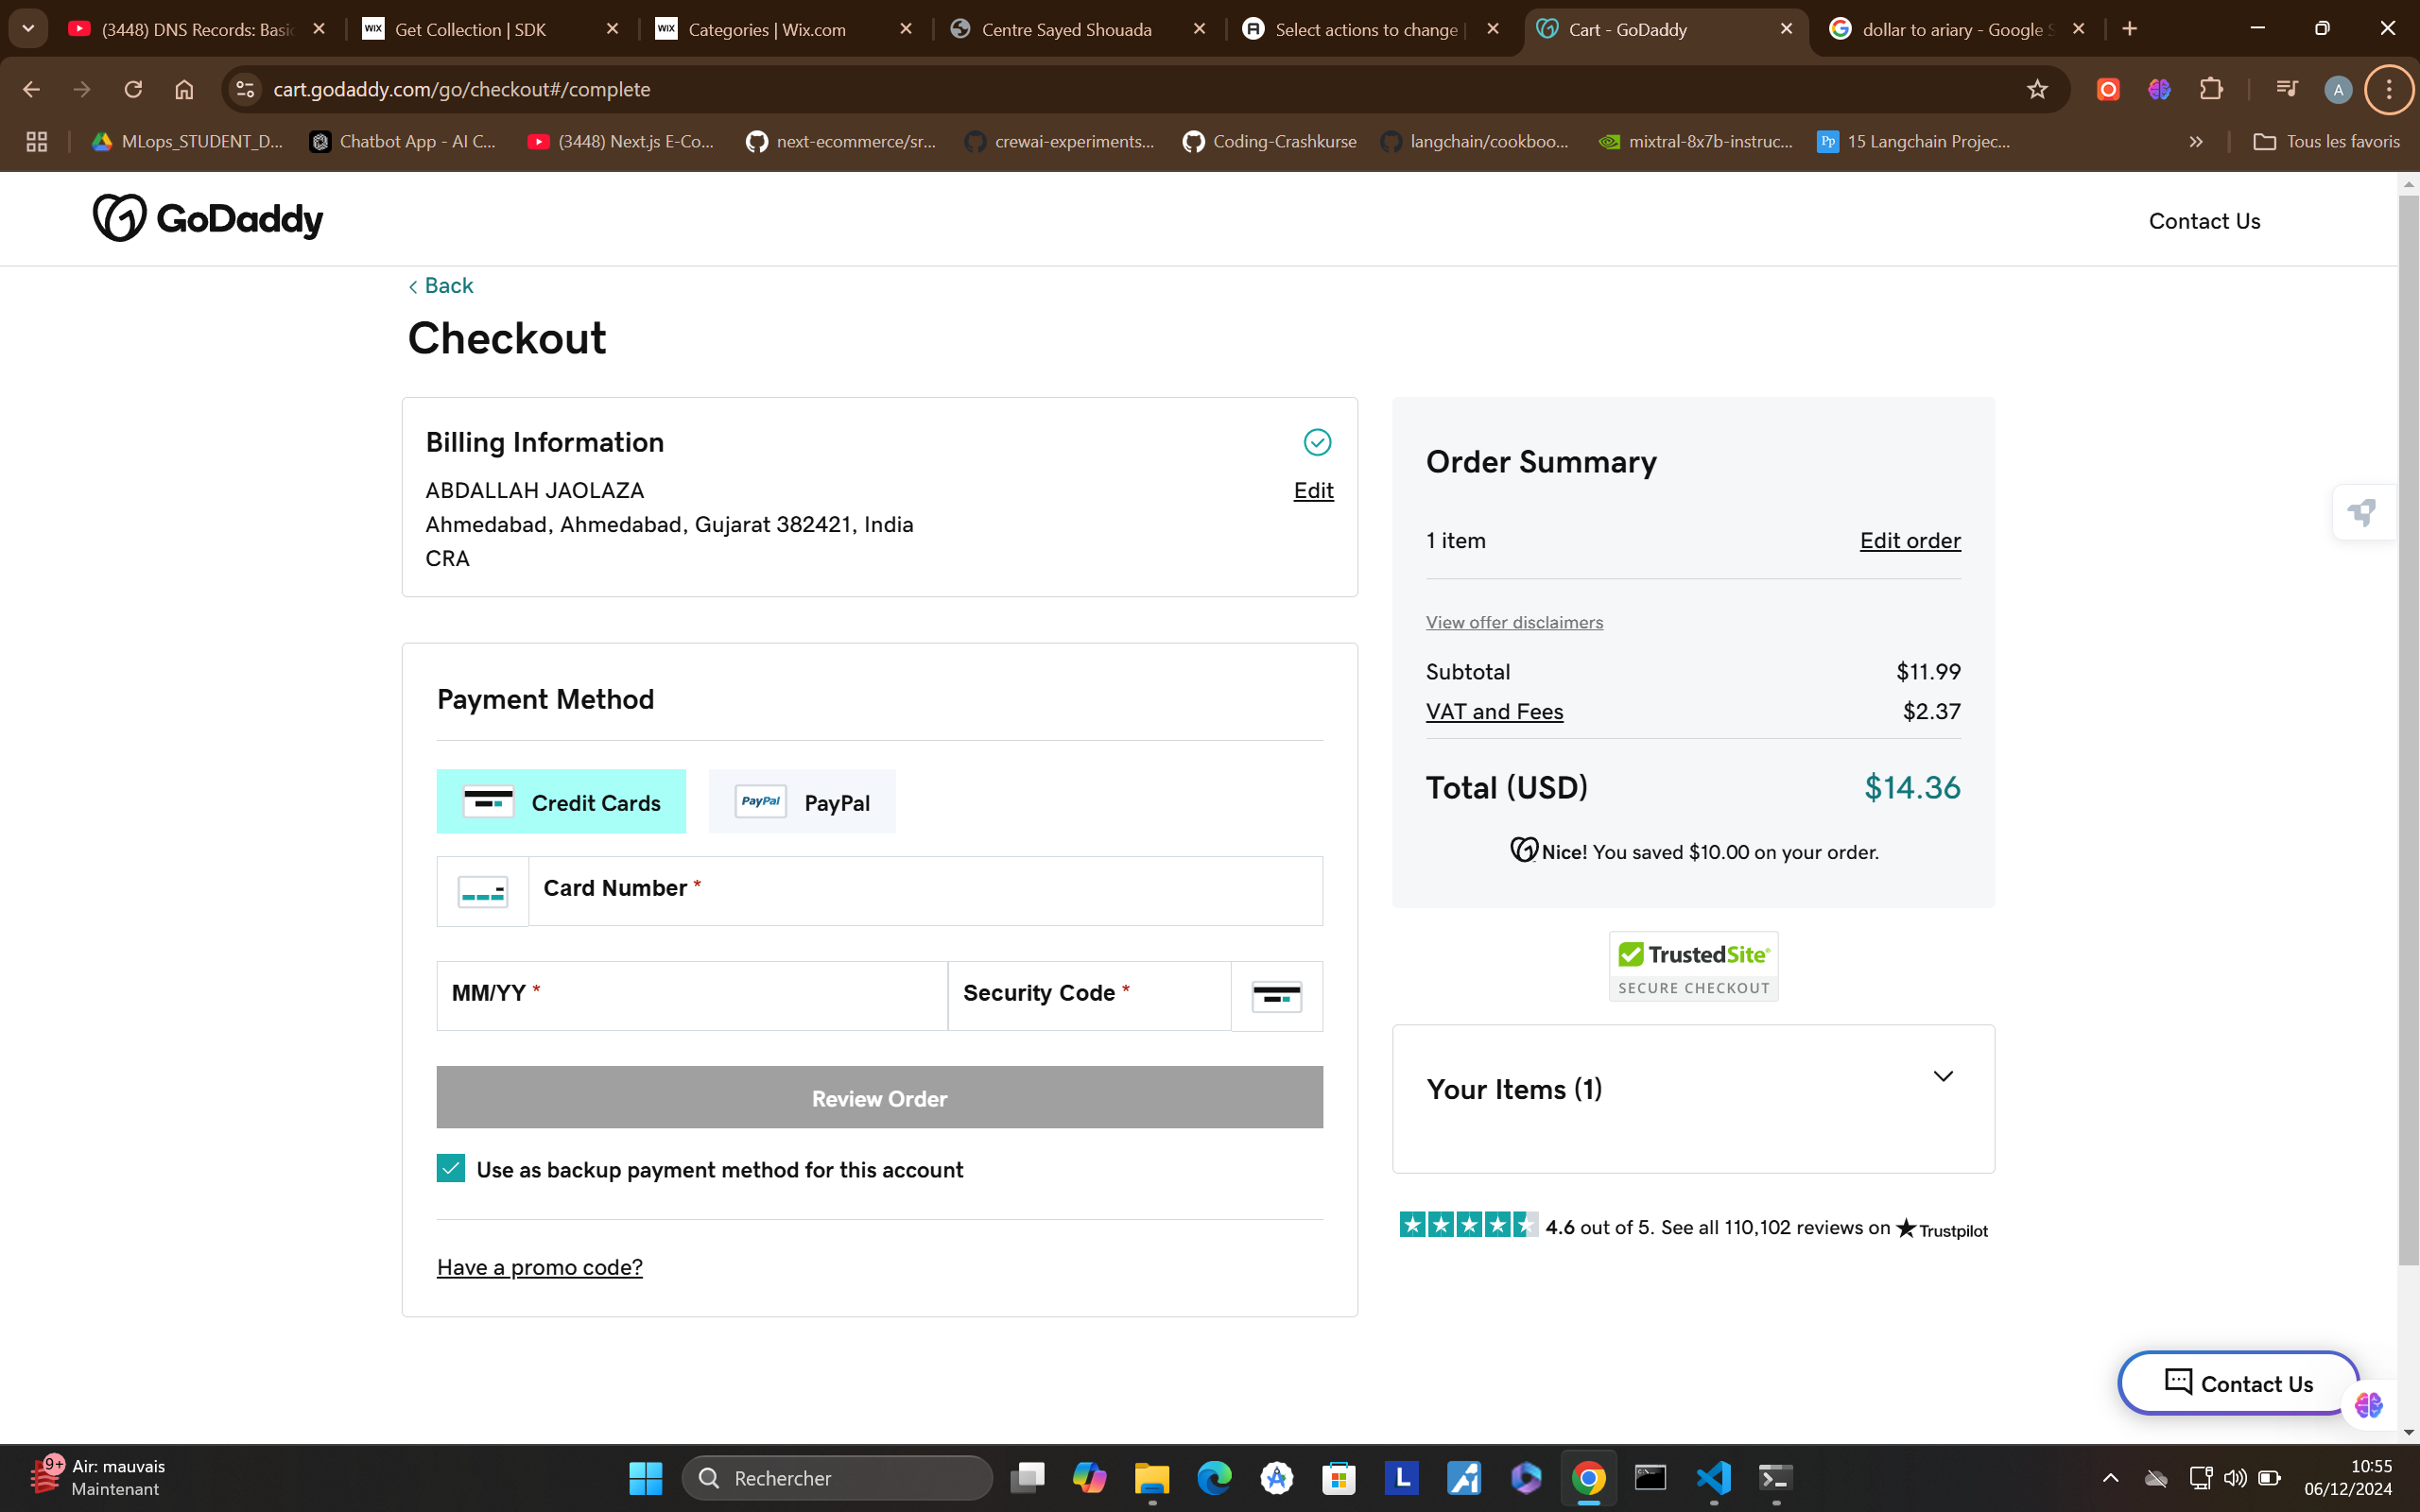 (3448) DNS Records: Basic
Get Collection | SDK
Categories | Wix.com
Centre Sayed Shouada
Select actions to change |
Cart - GoDaddy
dollar to ariary - Google S
cart.godaddy.com/go/checkout#/complete
A
MLops_STUDENT_D...
Chatbot App - AI C...
(3448) Next.js E-Co...
next-ecommerce/sr...
crewai-experiments...
Coding-Crashkurse
langchain/cookboo...
mixtral-8x7b-instruc...
Pp 15 Langchain Projec...
Tous les favoris
GoDaddy
Contact Us
Back
Checkout
Billing Information
ABDALLAH JAOLAZA
Edit
Ahmedabad, Ahmedabad, Gujarat 382421, India
CRA
Payment Method
Credit Cards
PayPal PayPal
Card Number *
MM/YY *
Security Code *
Review Order
Use as backup payment method for this account
Have a promo code?
Order Summary
1 item
Edit order
View offer disclaimers
Subtotal $11.99
VAT and Fees $2.37
Total (USD) $14.36
Nice! You saved $10.00 on your order.
TrustedSite
SECURE CHECKOUT
Your Items (1)
4.6 out of 5. See all 110,102 reviews on Trustpilot
Contact Us
9+
Air: mauvais
Maintenant
Rechercher
L
10:55
06/12/2024